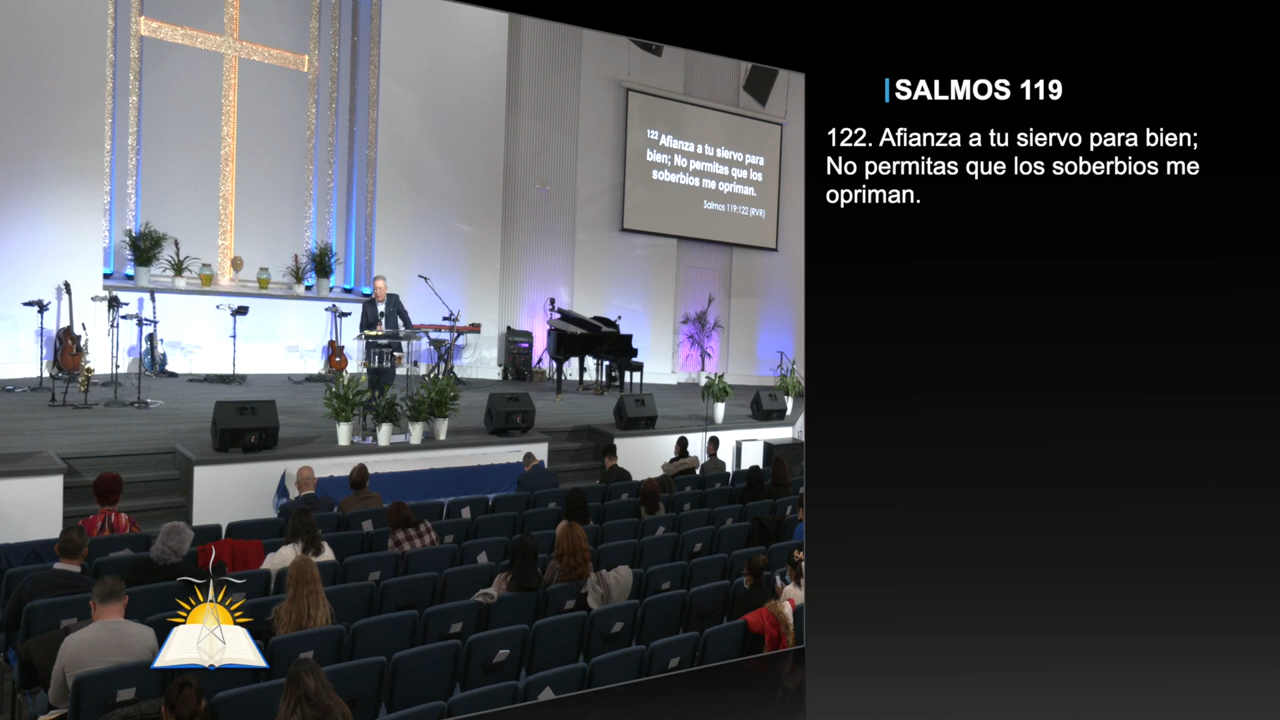 SALMOS 119
122. Afianza a tu siervo para bien;
No permitas que los soberbios me
opriman.
122 Afianza a tu siervo para
bien; No permitas que los
soberbios me opriman.
Salmos 119:122 (RVR)